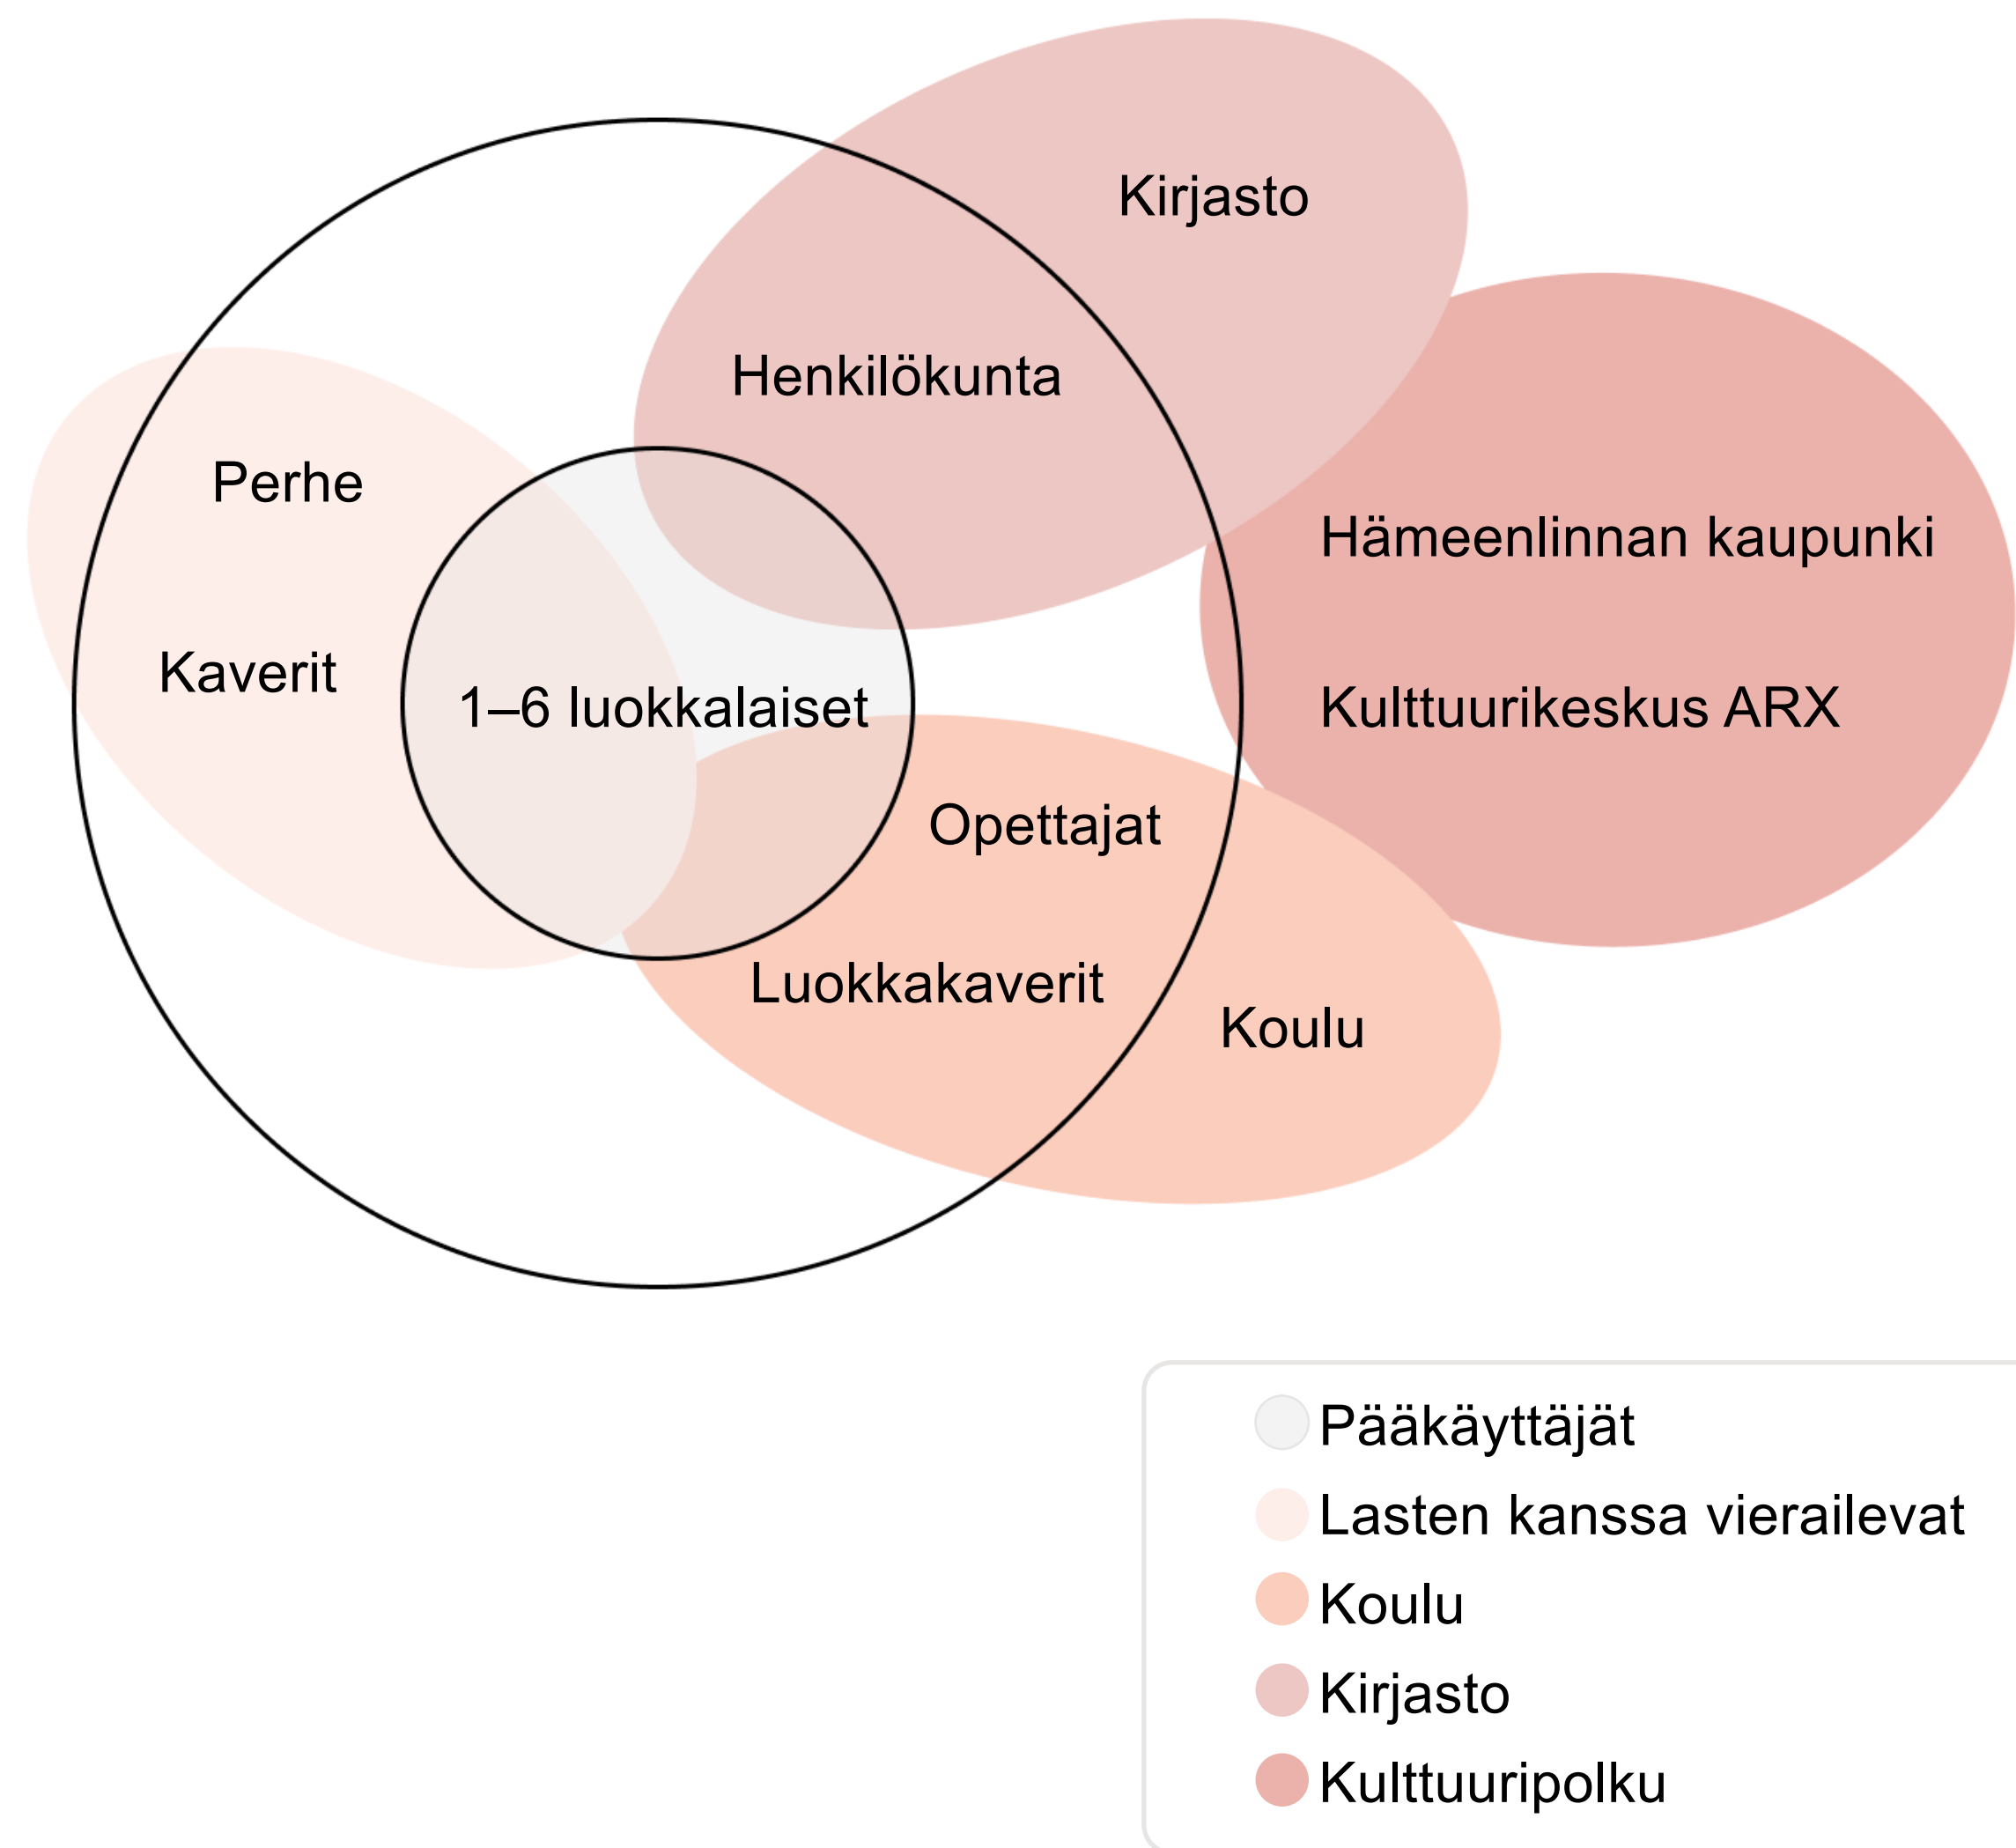 Kirjasto
Henkilökunta
Perhe
Hämeenlinnan kaupunki
Kaverit
1–6 luokkalaiset
Kulttuurikeskus ARX
Opettajat
Luokkakaverit
Koulu
Pääkäyttäjät
Lasten kanssa vierailevat
Koulu
Kirjasto
Kulttuuripolku